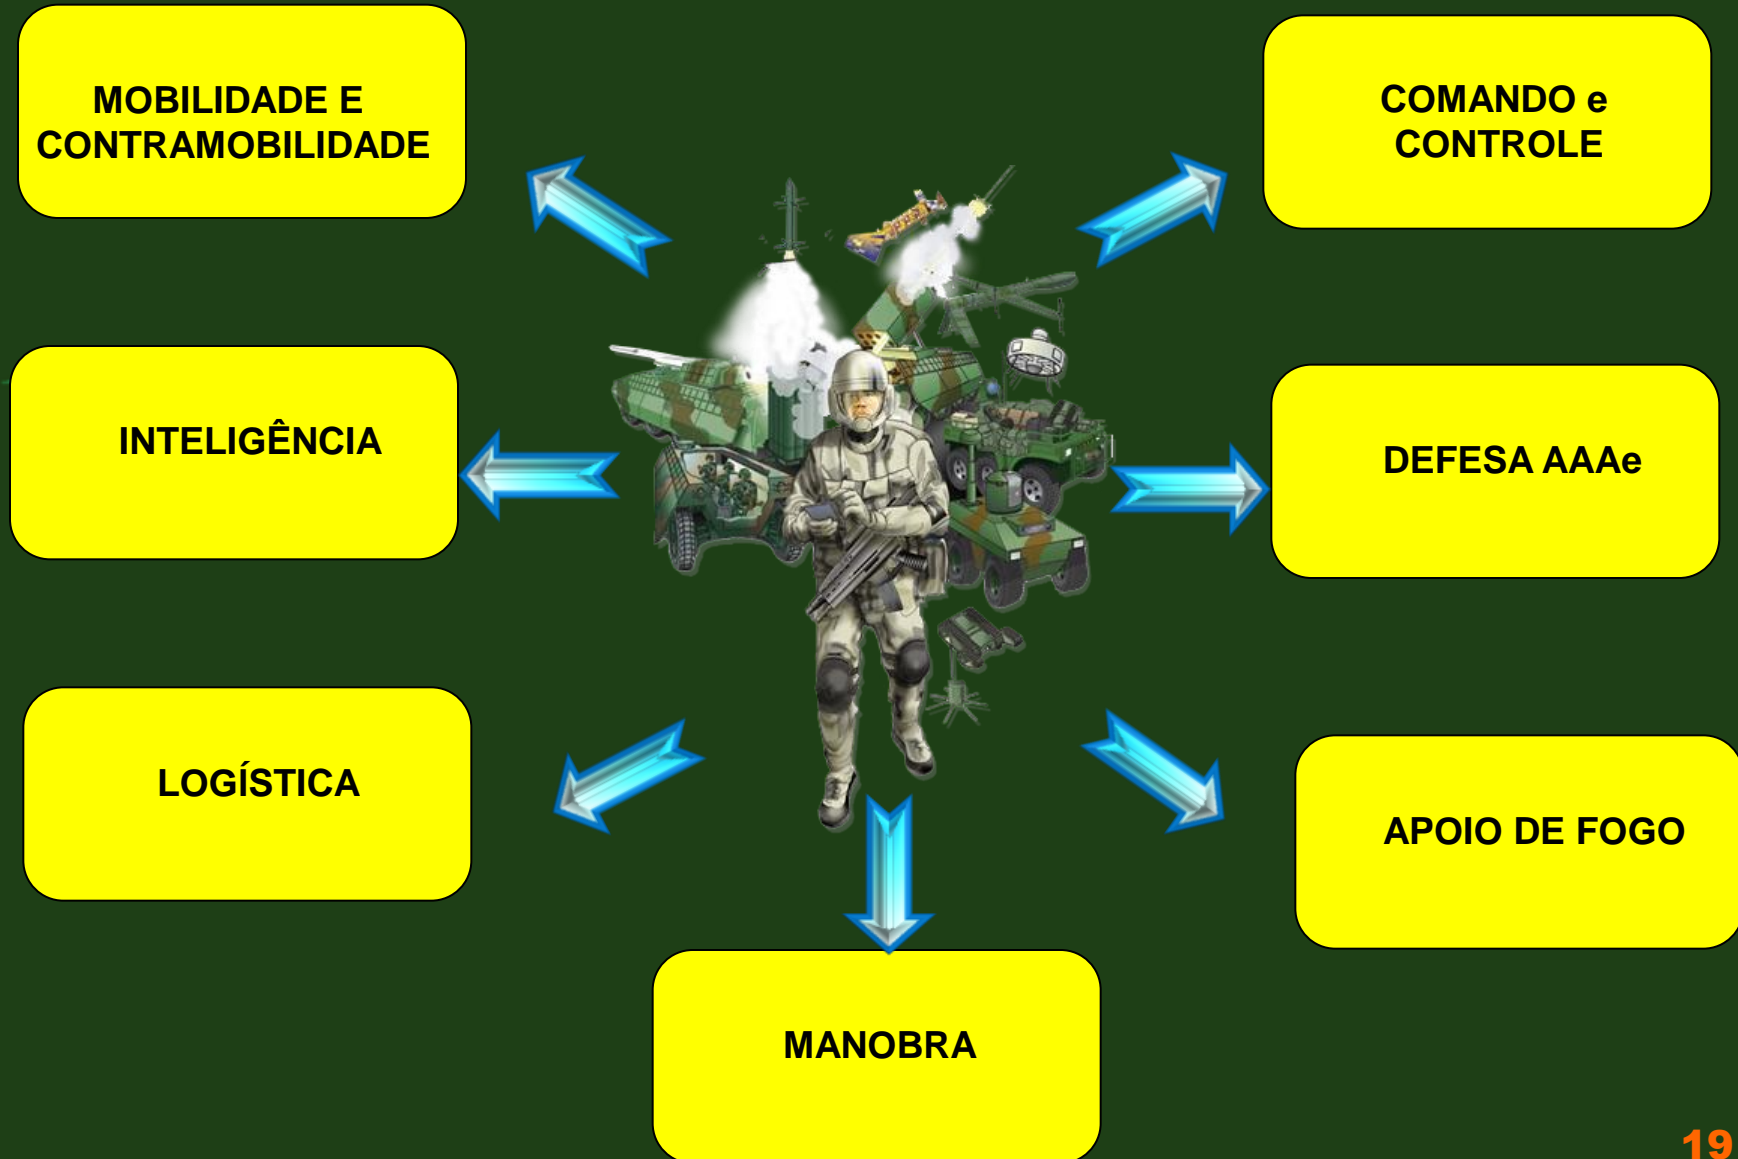 MOBILIDADE E
CONTRAMOBILIDADE
COMANDO e
CONTROLE
INTELIGÊNCIA
DEFESA AAAe
LOGÍSTICA
APOIO DE FOGO
MANOBRA
19